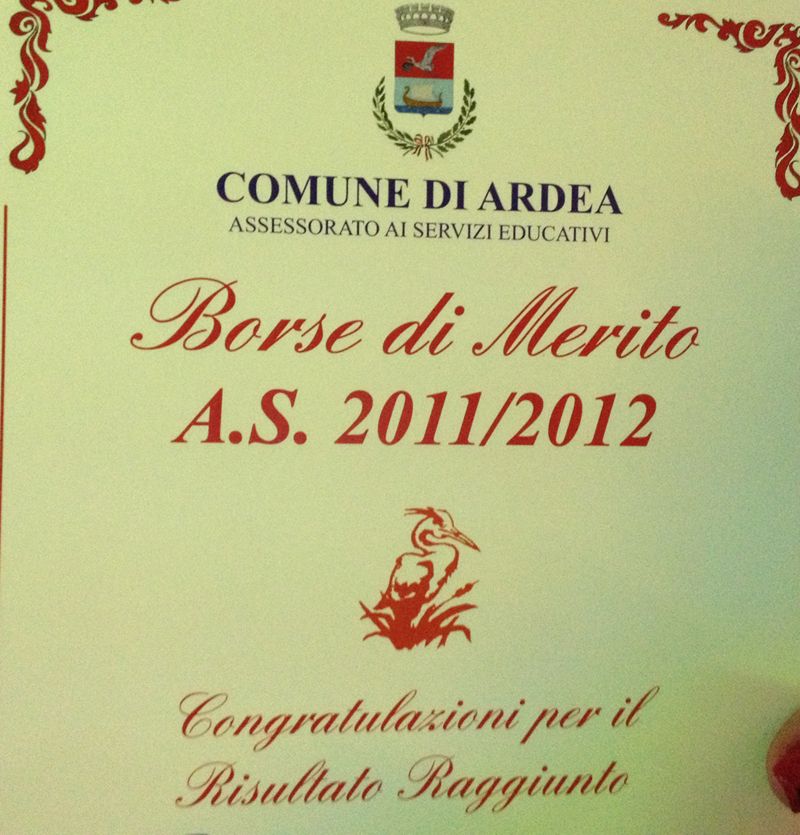 COMUNE DI ARDEA
ASSESSORATO AI SERVIZI EDUCATIVI
Borse di Merito
A.S. 2011/2012
Congratulazioni per il
Risultato Raggiunto